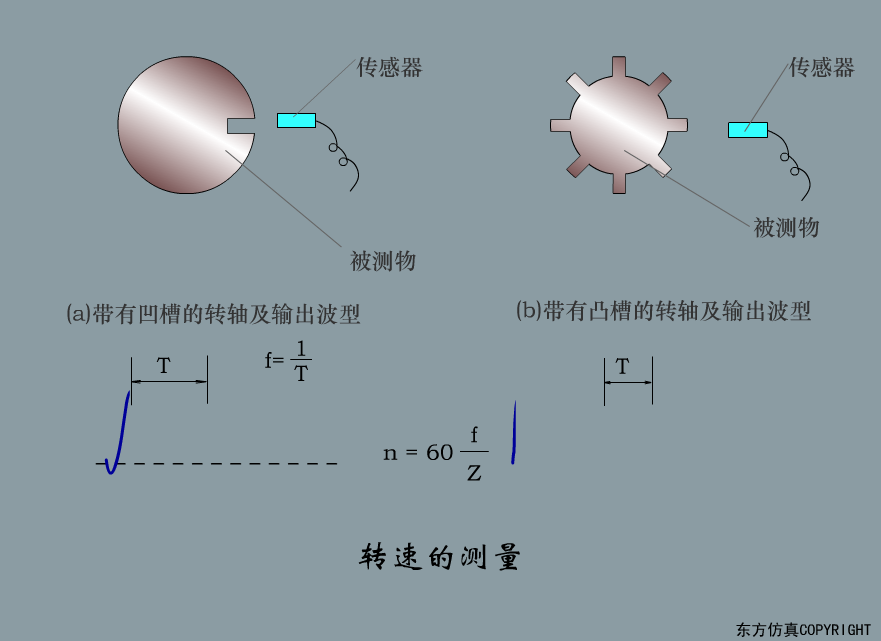 传感器
传感器
被测物
被测物
(a)带有凹槽的转轴及输出波型
(b)带有凸槽的转轴及输出波型
T
f=1/T
T
n = 60 f/Z
转速的测量
东方仿真COPYRIGHT